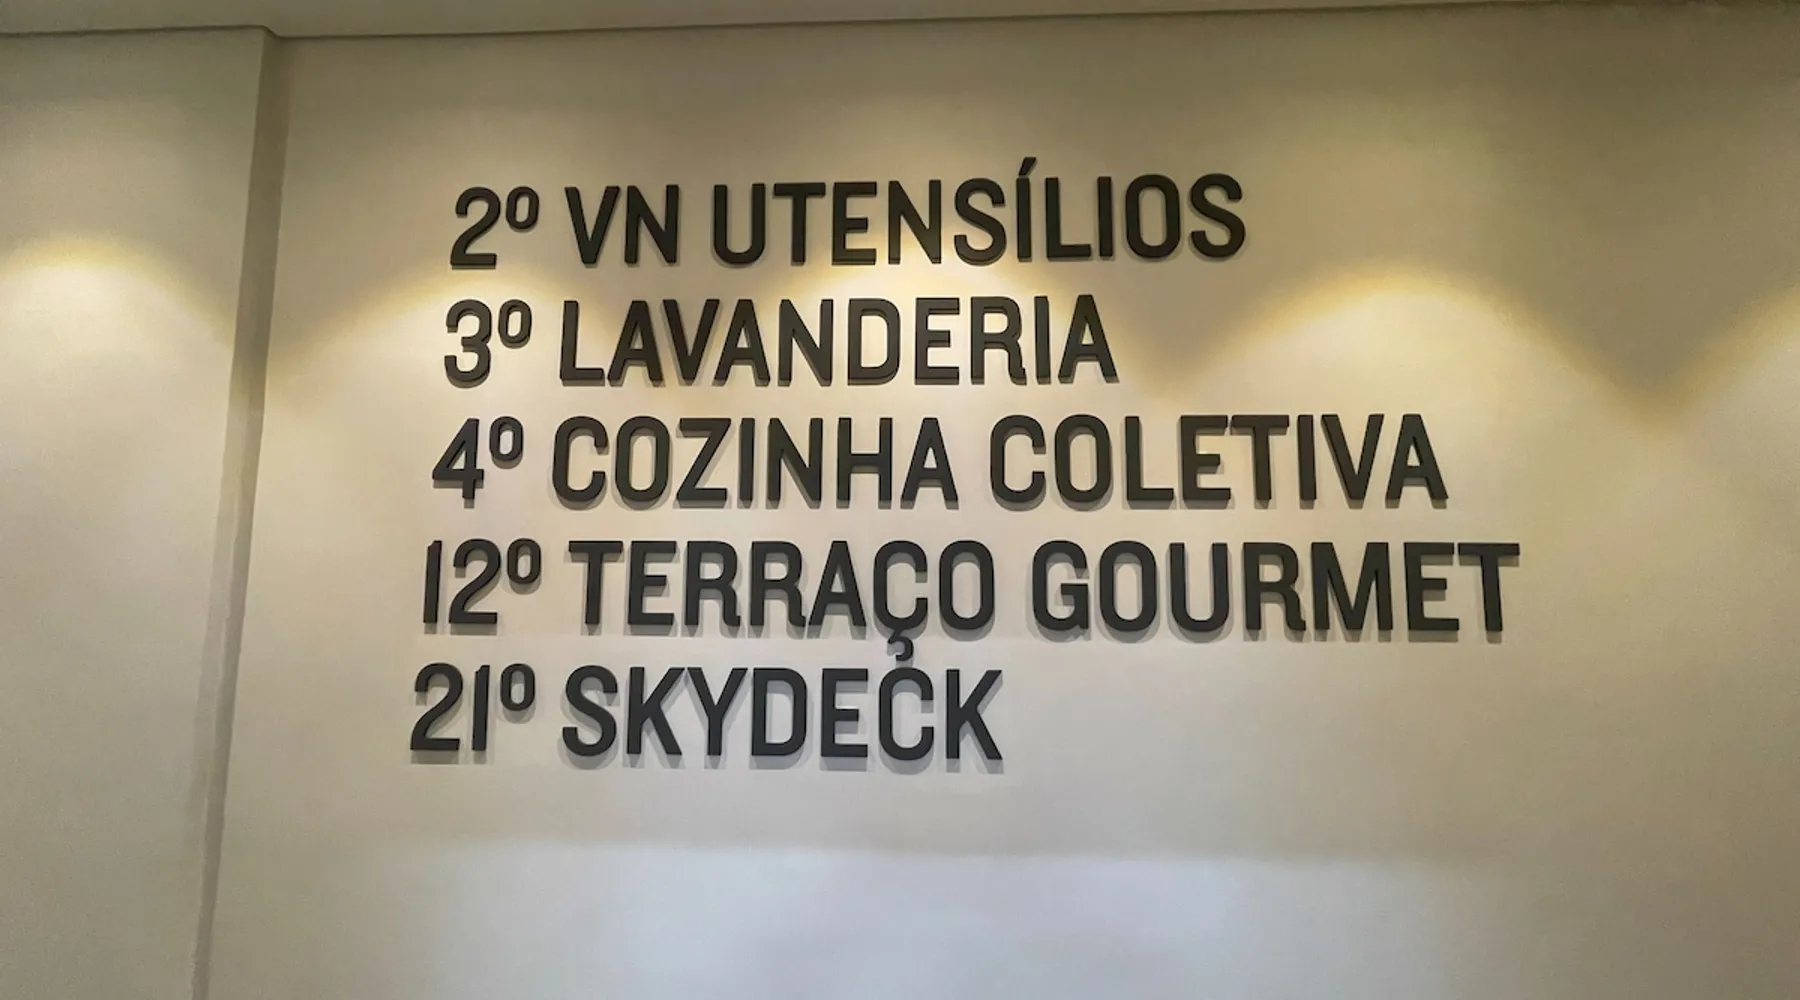 2º VN UTENSÍLIOS
3º LAVANDERIA
4º COZINHA COLETIVA
12º TERRAÇO GOURMET
21º SKYDECK